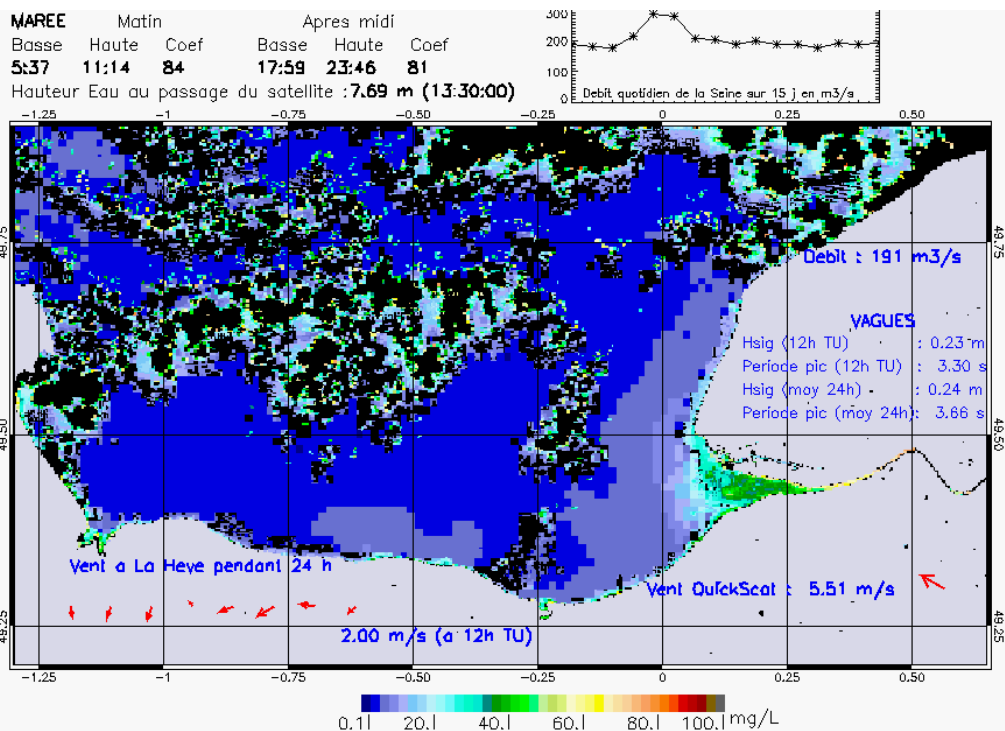 MAREE Matin Apres midi
Basse Haute Coef Basse Haute Coef
5:37 11:14 84 17:59 23:46 81
Hauteur Eau au passage du satellite : 7.69 m (13:30:00)
300
200
100
0
Debit quotidien de la Seine sur 15 j en m3/s
-1.25 -1 -0.75 -0.50 -0.25 0 0.25 0.50
49.75 49.75
Debit : 191 m3/s
VAGUES
Hsig (12h TU) : 0.23 m
Periode pic (12h TU) : 3.30 s
Hsig (moy 24h) : 0.24 m
Periode pic (moy 24h): 3.66 s
49.50 49.50
Vent a La Heve pendant 24 h
Vent QuickScat : 5.51 m/s
49.25 49.25
2.00 m/s (a 12h TU)
-1.25 -1 -0.75 -0.50 -0.25 0 0.25 0.50
0.1 20.1 40.1 60.1 80.1 100.1 mg/L